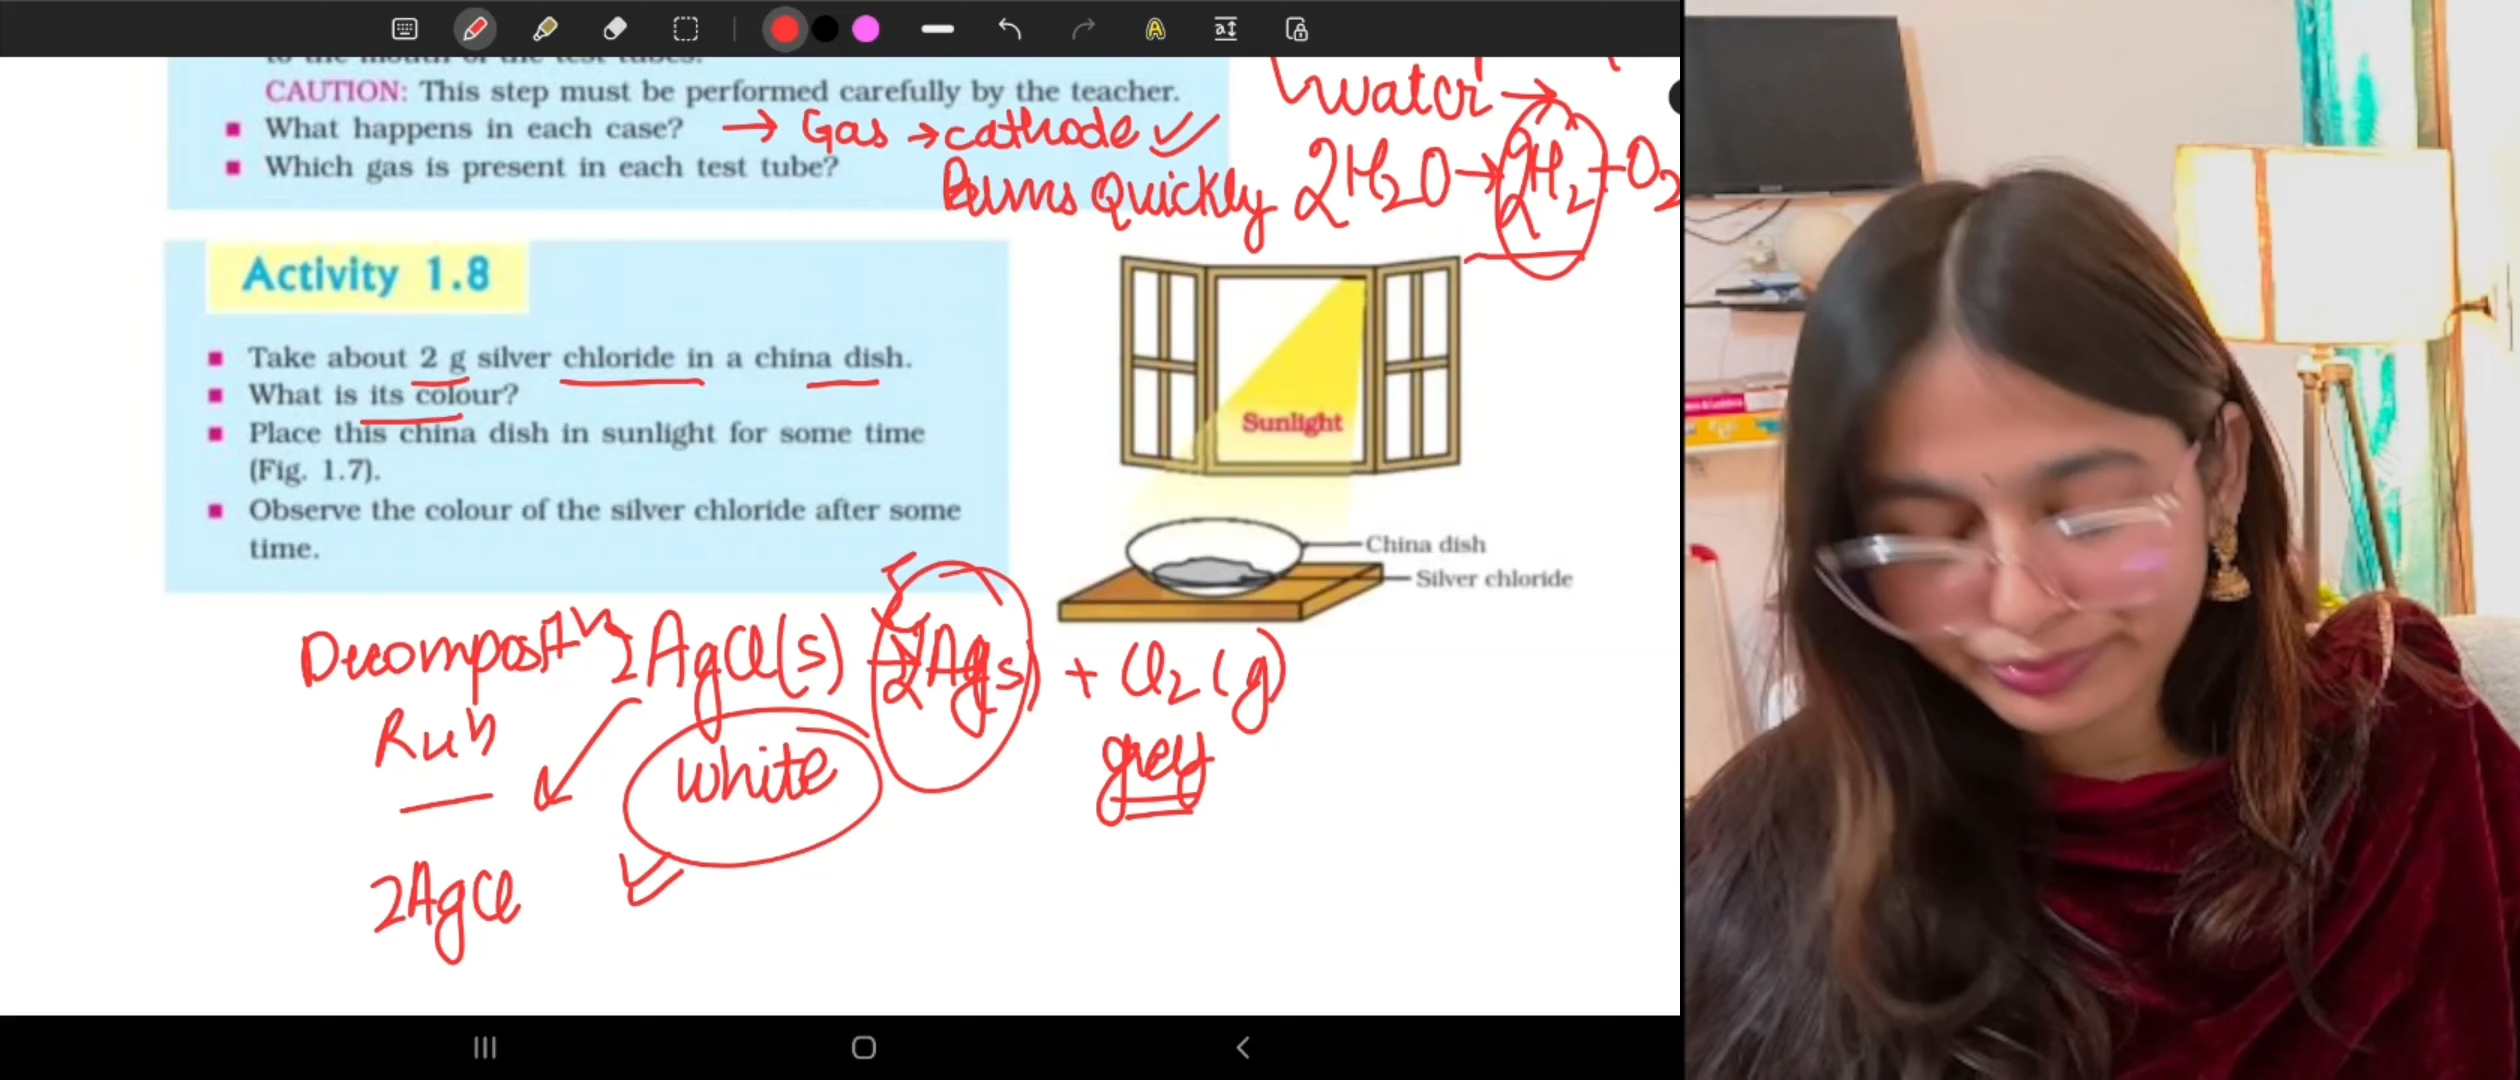 CAUTION: This step must be performed carefully by the teacher.
What happens in each case? → Gas → cathode
Which gas is present in each test tube?
Burns Quickly
Water →
2H₂O → 2H₂ + O₂
Activity 1.8
Take about 2 g silver chloride in a china dish.
What is its colour?
Place this china dish in sunlight for some time
(Fig. 1.7).
Observe the colour of the silver chloride after some
time.
Sunlight
China dish
Silver chloride
2AgCl(s) → 2Ag(s) + Cl₂(g)
Rxn
white
grey
2AgCl